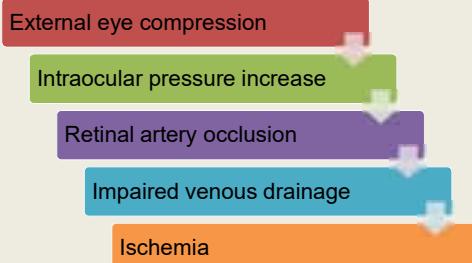 External eye compression
Intraocular pressure increase
Retinal artery occlusion
Impaired venous drainage
Ischemia